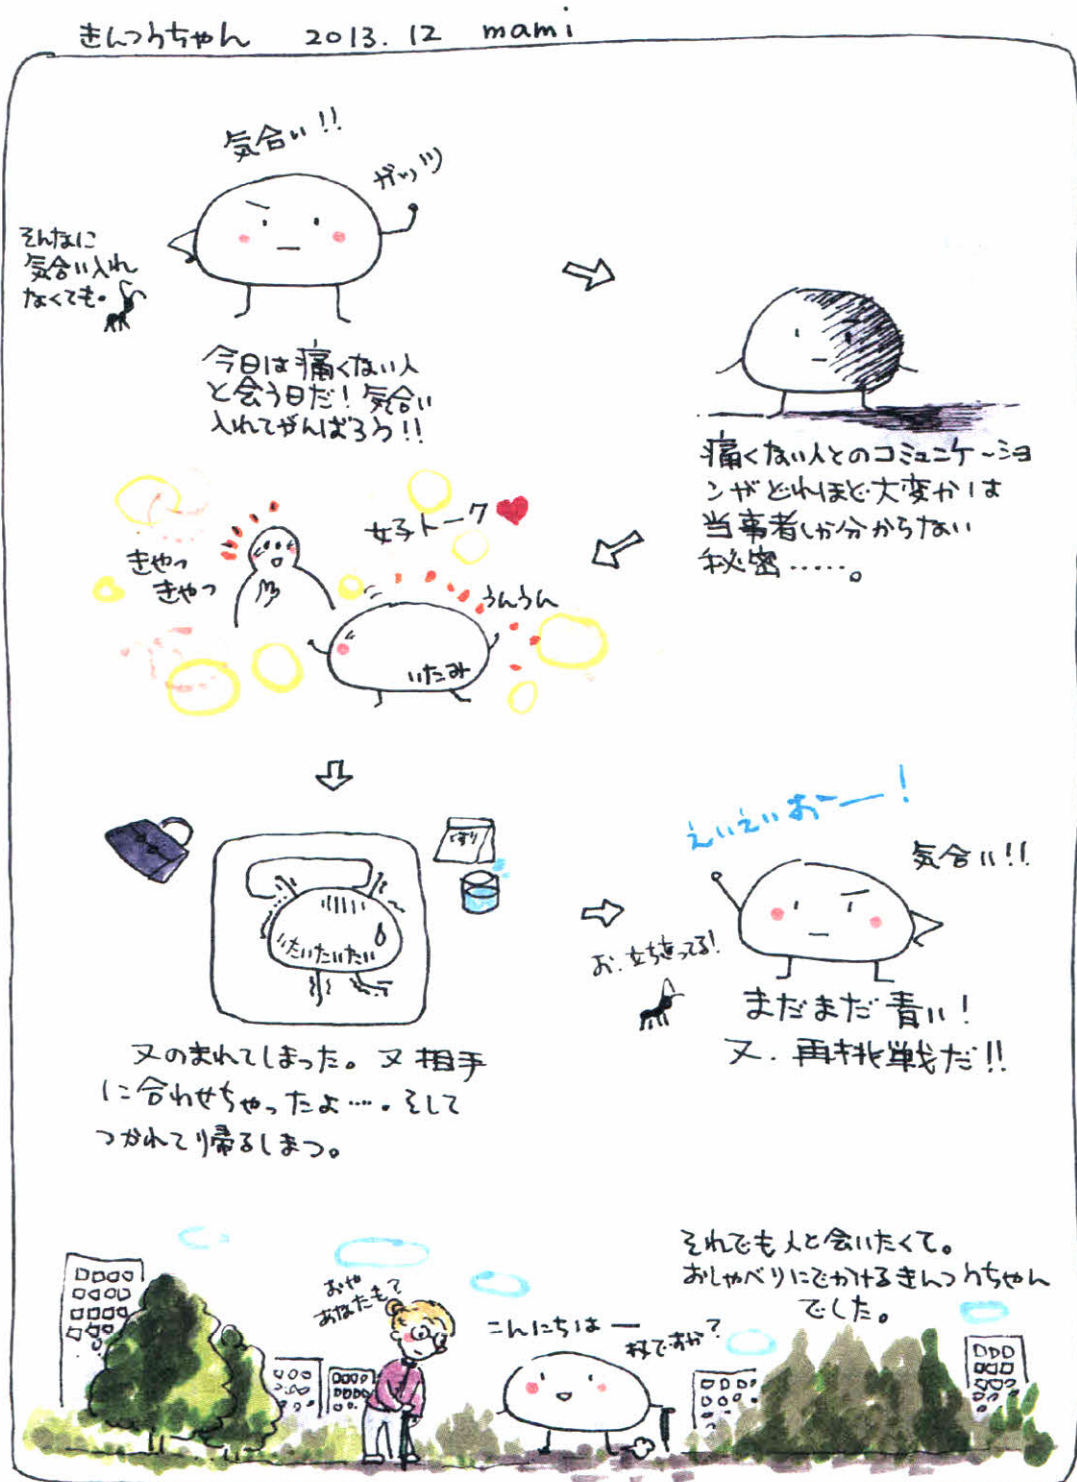 きんつうちゃん 2013.12 mami
気合い!!
ガッツ
そんなに
気合い入れ
なくても。
今日は痛くない人
と会う日だ!気合い
入れてがんばろう!!
痛くない人とのコミュニケーショ
ンがどれほど大変かは
当事者しか分からない
秘密……。
女子トーク
きゃっ
きゃっ
うんうん
いたみ
くすり
いたいたいたい
又のまれてしまった。又相手
に合わせちゃったよ…。そして
つかれて帰るしまつ。
えいえいおーー!
気合い!!
お、立ち直ってる!
まだまだ青い!
又、再挑戦だ!!
それでも人と会いたくて。
おしゃべりにでかけるきんつうちゃん
でした。
おや
あなたも?
こんにちはー
杖ですか?